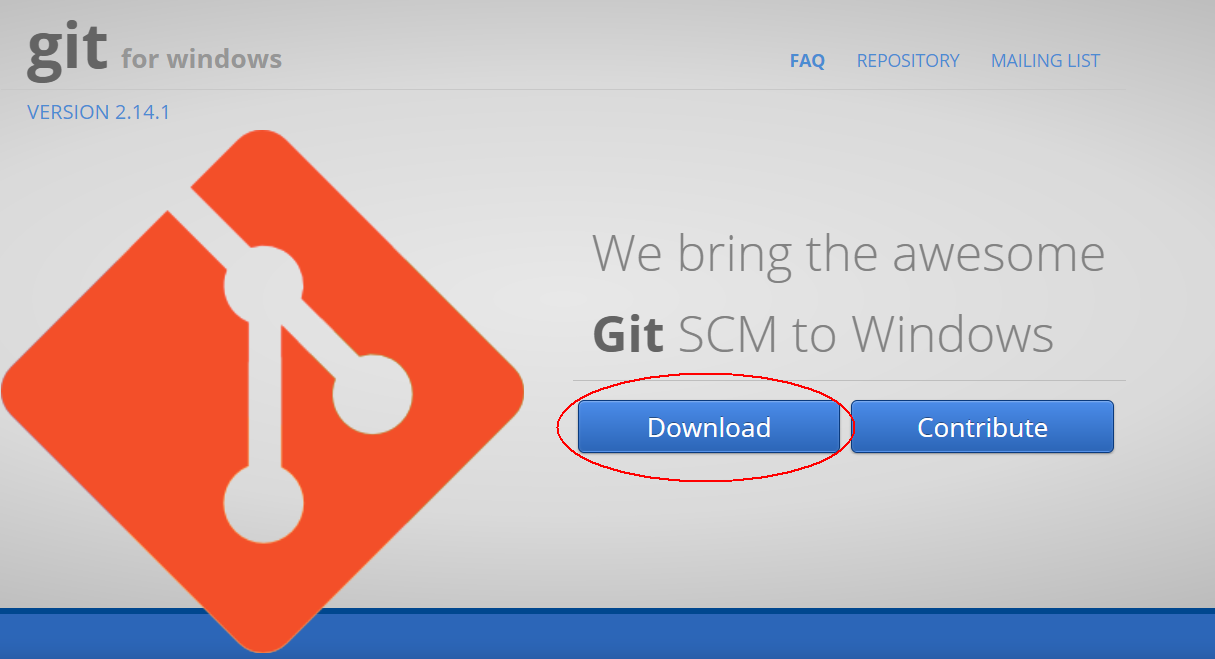 git for windows
FAQ REPOSITORY MAILING LIST
VERSION 2.14.1
We bring the awesome
Git SCM to Windows
Download Contribute